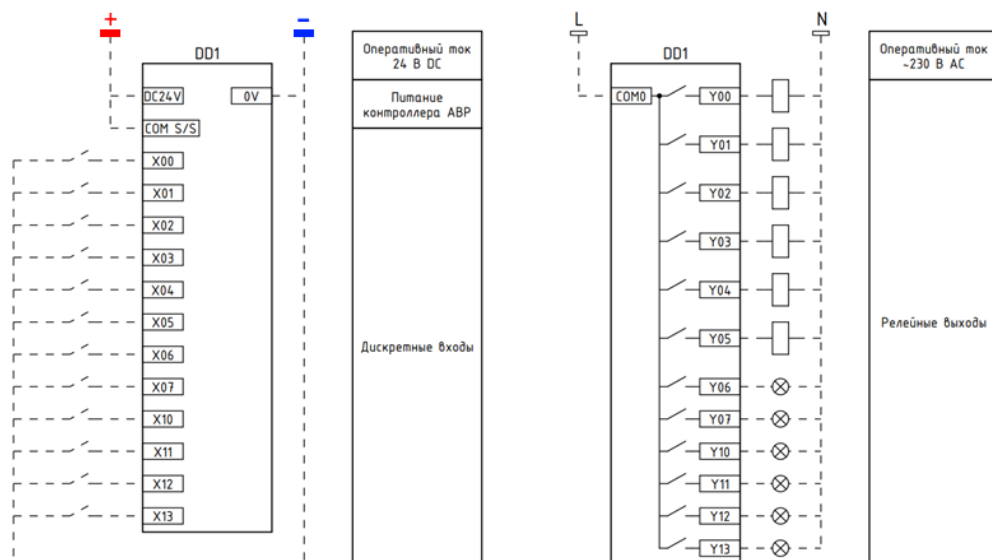 +
−
DD1
DC24V
0V
COM S/S
X00
X01
X02
X03
X04
X05
X06
X07
X10
X11
X12
X13
Оперативный ток
24 В DC
Питание
контроллера АВР
Дискретные входы
L
N
DD1
COM0
Y00
Y01
Y02
Y03
Y04
Y05
Y06
Y07
Y10
Y11
Y12
Y13
Оперативный ток
~230 В AC
Релейные выходы